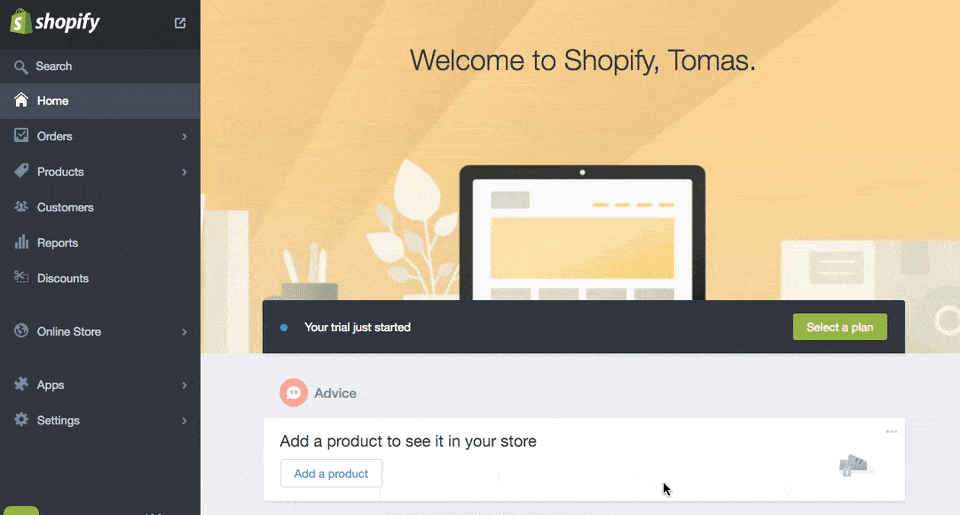 shopify
Search
Home
Orders
Products
Customers
Reports
Discounts
Online Store
Apps
Settings
Welcome to Shopify, Tomas.
Your trial just started
Select a plan
Advice
Add a product to see it in your store
Add a product